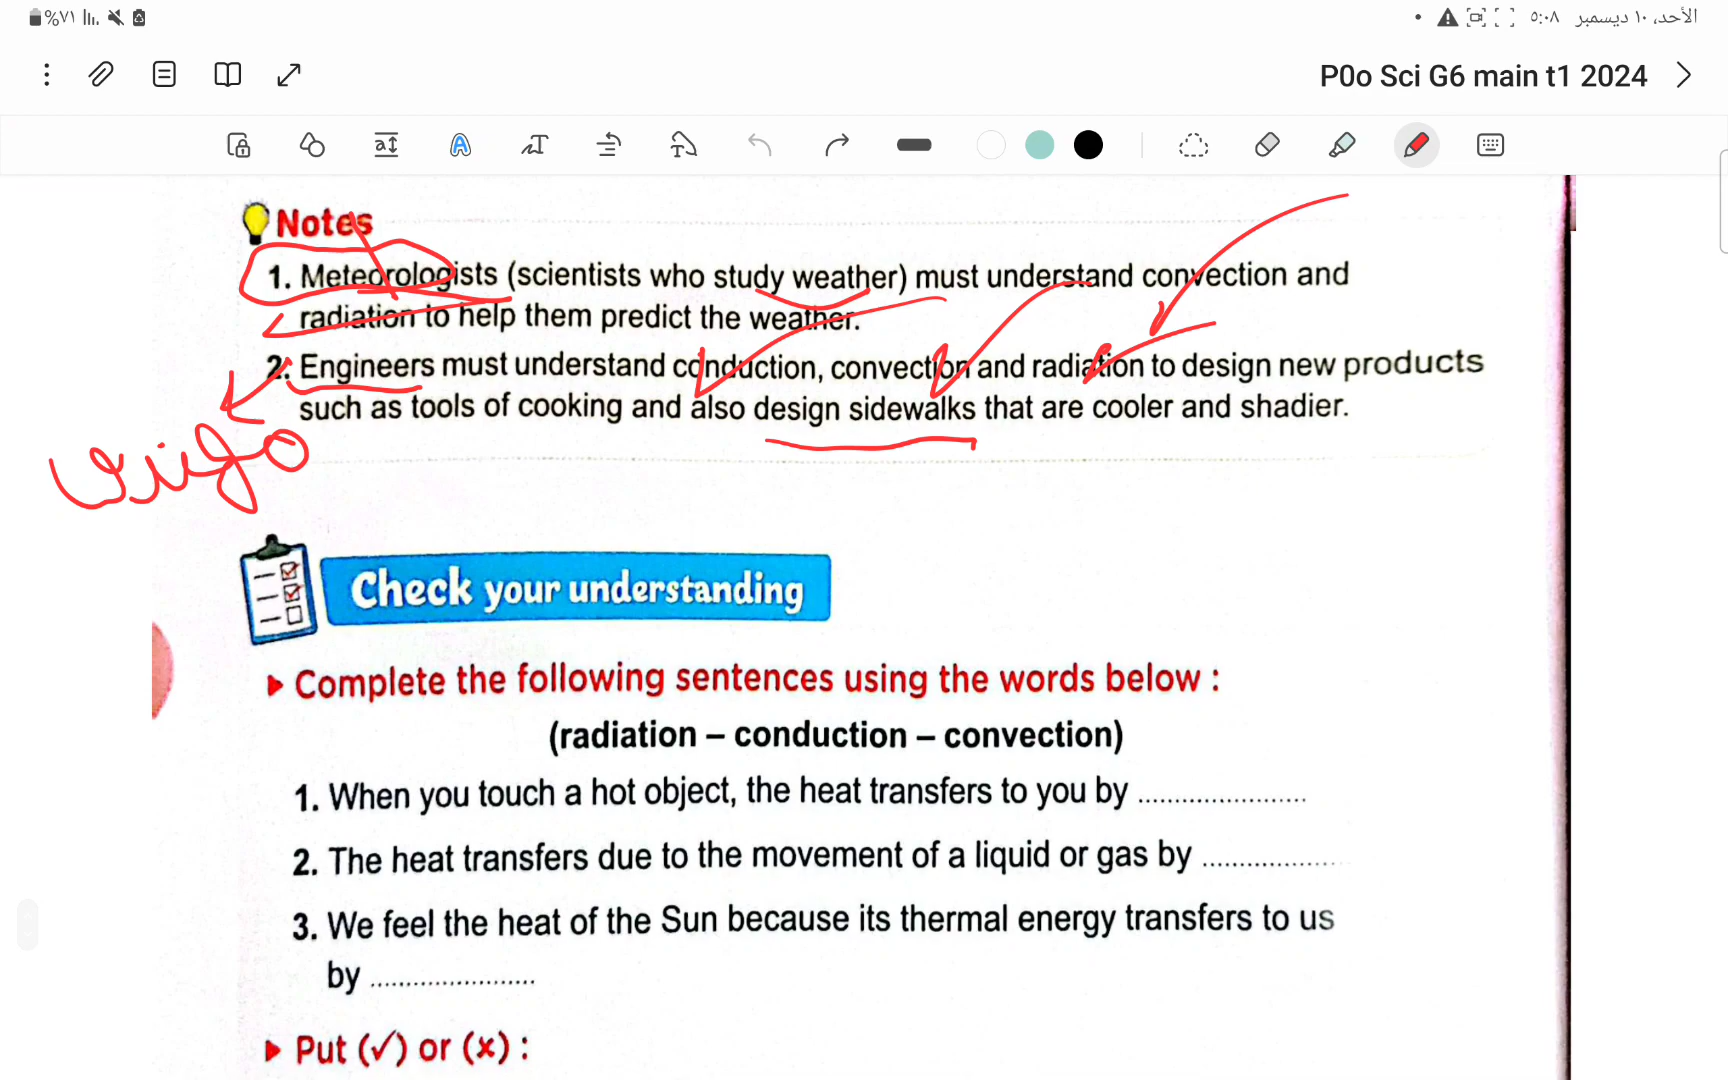 %٧١
الأحد، ١٠ ديسمبر ٥:٠٨
P0o Sci G6 main t1 2024
Notes
1. Meteorologists (scientists who study weather) must understand convection and
radiation to help them predict the weather.
2. Engineers must understand conduction, convection and radiation to design new products
such as tools of cooking and also design sidewalks that are cooler and shadier.
Check your understanding
Complete the following sentences using the words below :
(radiation – conduction – convection)
1. When you touch a hot object, the heat transfers to you by ........................
2. The heat transfers due to the movement of a liquid or gas by ...................
3. We feel the heat of the Sun because its thermal energy transfers to us
by ........................
Put (✓) or (x) :